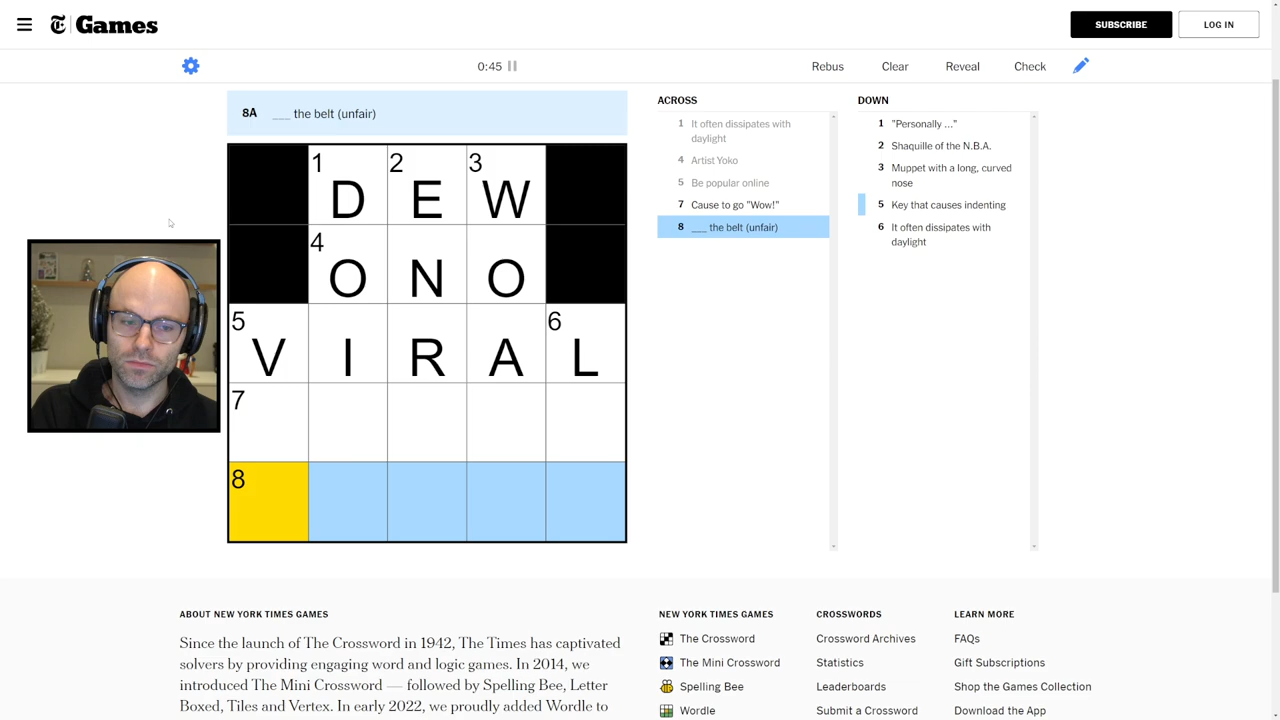 Games
SUBSCRIBE
LOG IN
0:45
Rebus
Clear
Reveal
Check
8A ___ the belt (unfair)
1 2 3
D E W
4
O N O
5 6
V I R A L
7
8
ACROSS
1 It often dissipates with
daylight
4 Artist Yoko
5 Be popular online
7 Cause to go "Wow!"
8 ___ the belt (unfair)
DOWN
1 "Personally ..."
2 Shaquille of the N.B.A.
3 Muppet with a long, curved
nose
5 Key that causes indenting
6 It often dissipates with
daylight
ABOUT NEW YORK TIMES GAMES
Since the launch of The Crossword in 1942, The Times has captivated
solvers by providing engaging word and logic games. In 2014, we
introduced The Mini Crossword — followed by Spelling Bee, Letter
Boxed, Tiles and Vertex. In early 2022, we proudly added Wordle to
NEW YORK TIMES GAMES
The Crossword
The Mini Crossword
Spelling Bee
Wordle
CROSSWORDS
Crossword Archives
Statistics
Leaderboards
Submit a Crossword
LEARN MORE
FAQs
Gift Subscriptions
Shop the Games Collection
Download the App